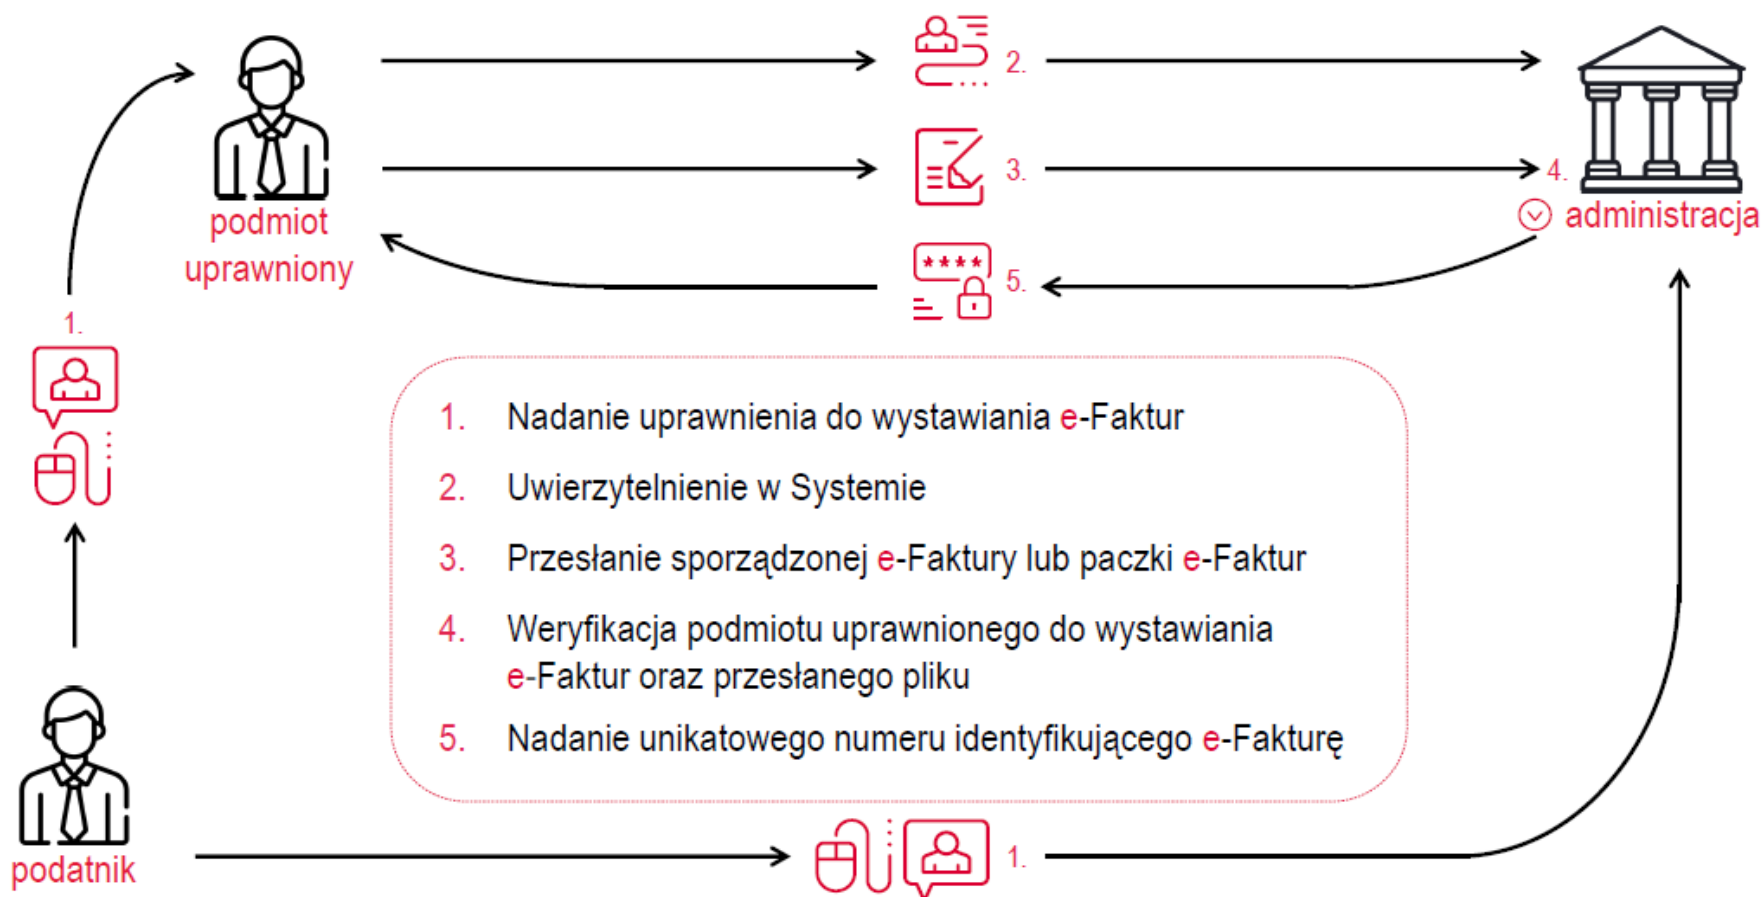 2.
3.
4.
podmiot
uprawniony
administracja
****
5.
1.
1. Nadanie uprawnienia do wystawiania e-Faktur
2. Uwierzytelnienie w Systemie
3. Przesłanie sporządzonej e-Faktury lub paczki e-Faktur
4. Weryfikacja podmiotu uprawnionego do wystawiania
e-Faktur oraz przesłanego pliku
5. Nadanie unikatowego numeru identyfikującego e-Fakturę
podatnik
1.